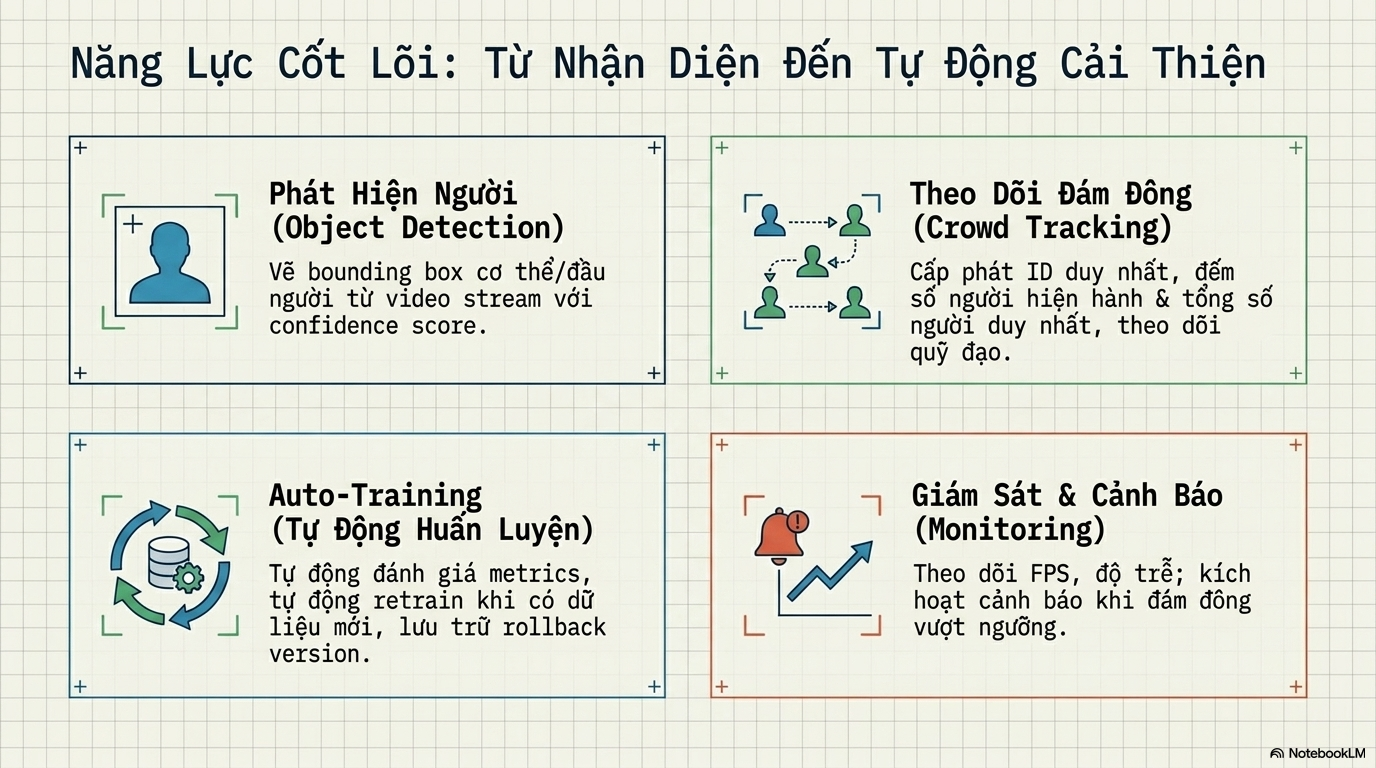 Năng Lực Cốt Lõi: Từ Nhận Diện Đến Tự Động Cải Thiện
Phát Hiện Người
(Object Detection)
Vẽ bounding box cơ thể/đầu
người từ video stream với
confidence score.
Theo Dõi Đám Đông
(Crowd Tracking)
Cấp phát ID duy nhất, đếm
số người hiện hành & tổng số
người duy nhất, theo dõi
quỹ đạo.
Auto-Training
(Tự Động Huấn Luyện)
Tự động đánh giá metrics,
tự động retrain khi có dữ
liệu mới, lưu trữ rollback
version.
Giám Sát & Cảnh Báo
(Monitoring)
Theo dõi FPS, độ trễ; kích
hoạt cảnh báo khi đám đông
vượt ngưỡng.
NotebookLM